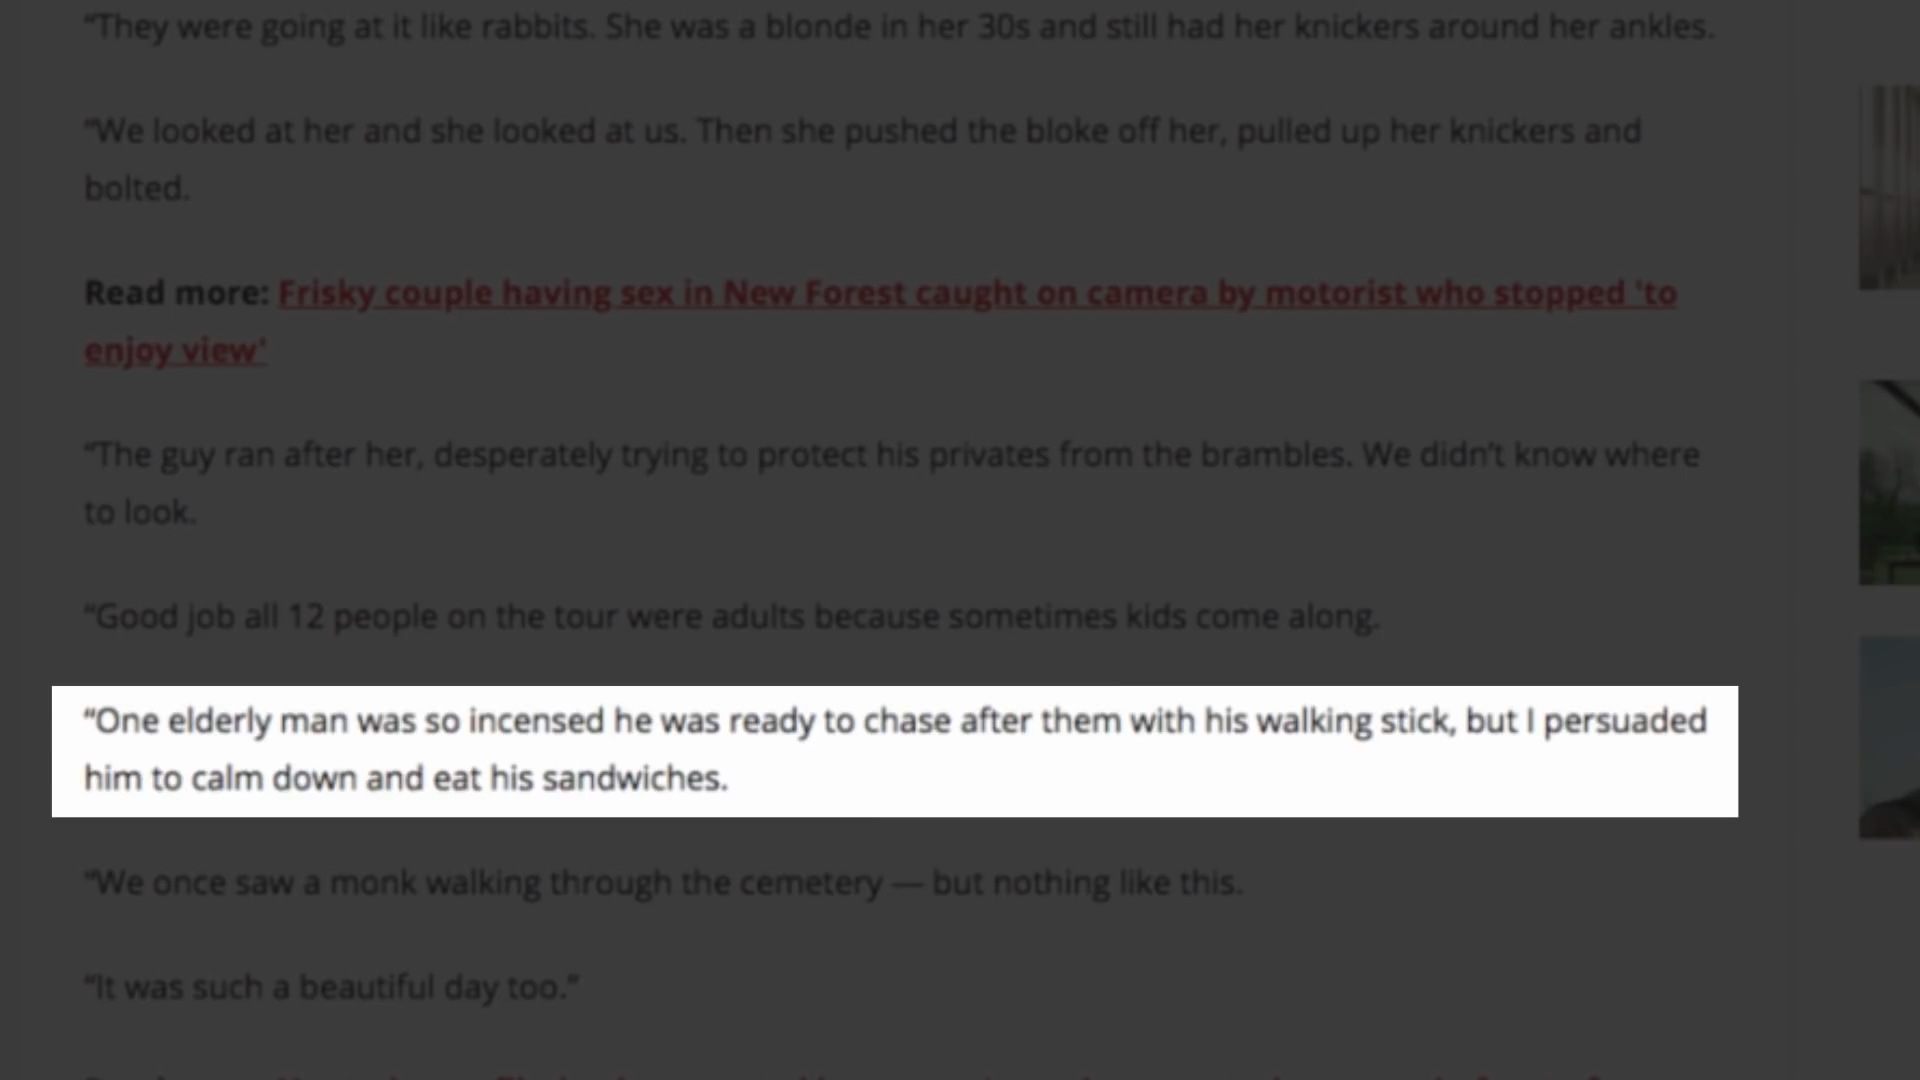 “They were going at it like rabbits. She was a blonde in her 30s and still had her knickers around her ankles.
“We looked at her and she looked at us. Then she pushed the bloke off her, pulled up her knickers and
bolted.
Read more: Frisky couple having sex in New Forest caught on camera by motorist who stopped 'to
enjoy view'
“The guy ran after her, desperately trying to protect his privates from the brambles. We didn’t know where
to look.
“Good job all 12 people on the tour were adults because sometimes kids come along.
“One elderly man was so incensed he was ready to chase after them with his walking stick, but I persuaded
him to calm down and eat his sandwiches.
“We once saw a monk walking through the cemetery — but nothing like this.
“It was such a beautiful day too.”